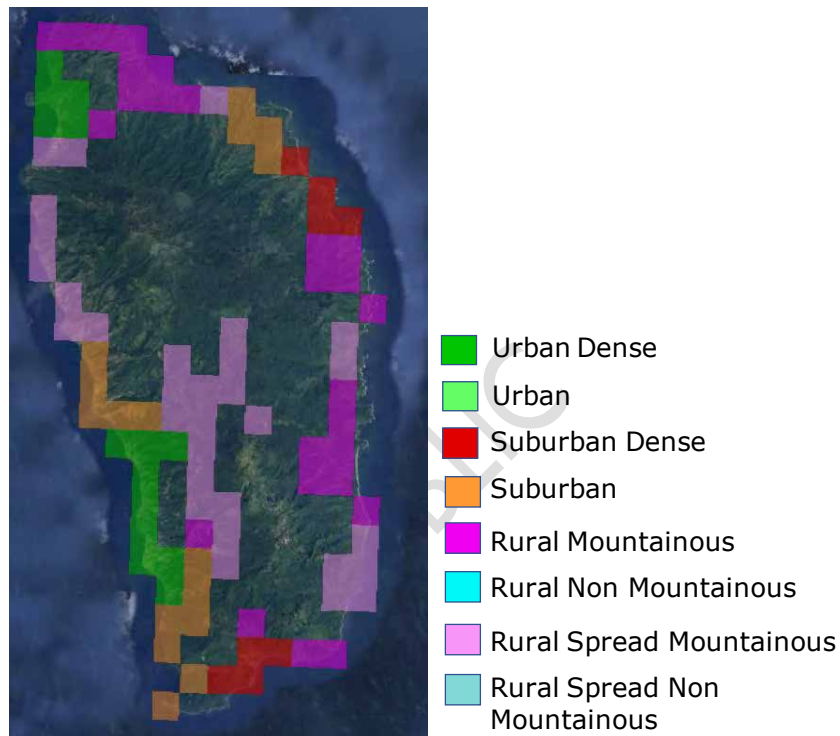 Urban Dense
Urban
Suburban Dense
Suburban
Rural Mountainous
Rural Non Mountainous
Rural Spread Mountainous
Rural Spread Non
Mountainous